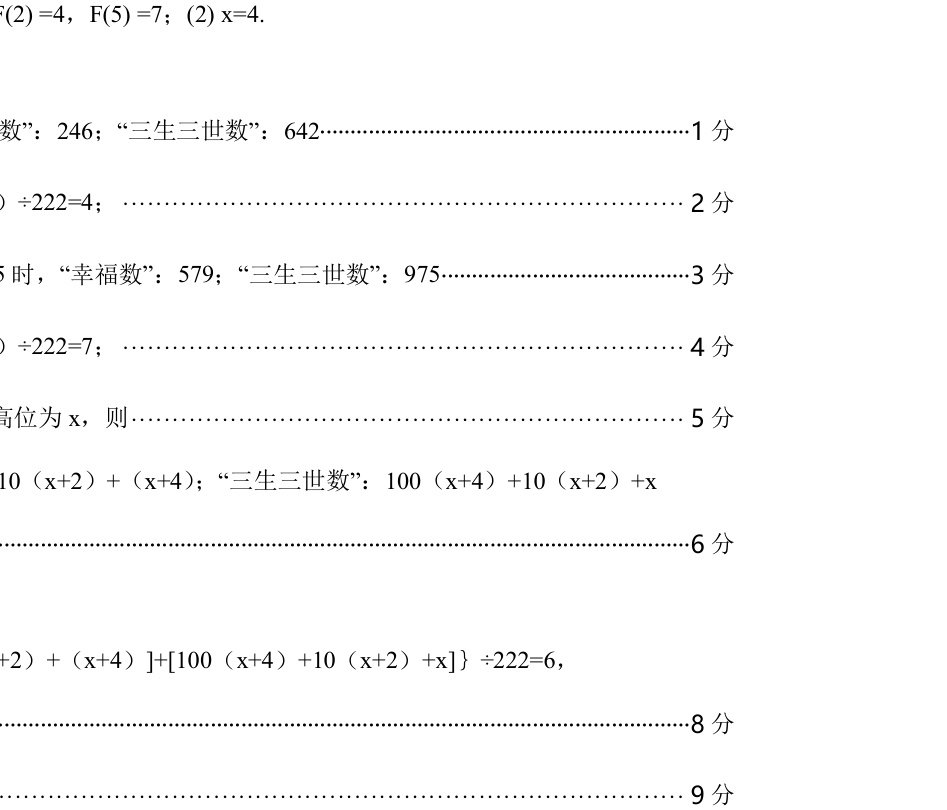 F(2) =4，F(5) =7；(2) x=4.
数”：246；“三生三世数”：642·······························································1 分
）÷222=4； ······································································ 2 分
5 时，“幸福数”：579；“三生三世数”：975·········································3 分
）÷222=7； ······································································ 4 分
高位为 x，则····································································· 5 分
10（x+2）+（x+4）；“三生三世数”：100（x+4）+10（x+2）+x
···················································································6 分
+2）+（x+4）]+[100（x+4）+10（x+2）+x]｝÷222=6，
···················································································8 分
··················································································· 9 分